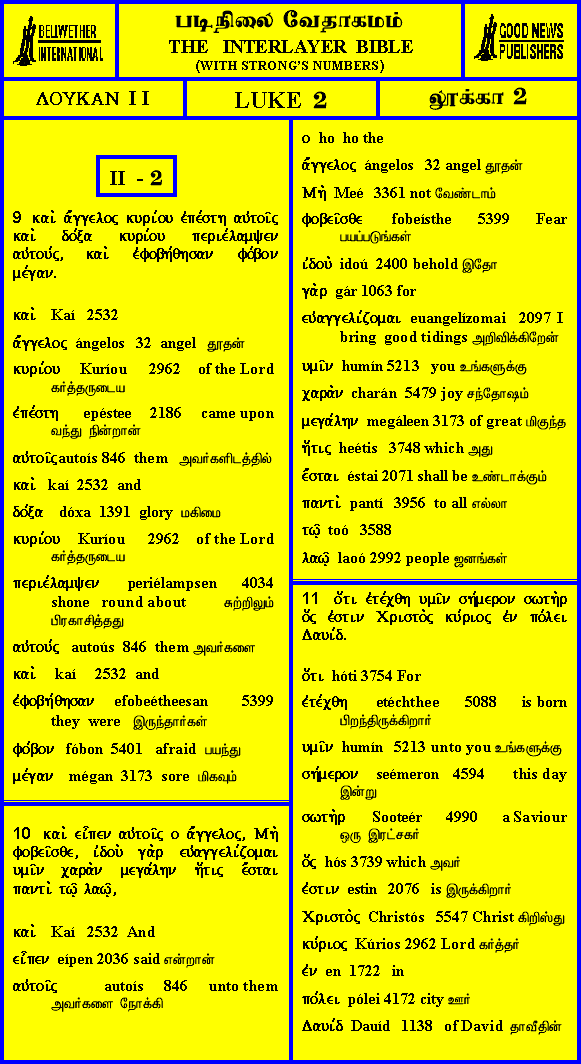 BELLWETHER
INTERNATIONAL
படிநிலை வேதாகமம்
THE INTERLAYER BIBLE
(WITH STRONG'S NUMBERS)
GOOD NEWS
PUBLISHERS
ΛΟΥΚΑΝ II
LUKE 2
லூக்கா 2
II - 2
9 καὶ ἄγγελος κυρίου ἐπέστη αὐτοῖς
καὶ δόξα κυρίου περιέλαμψεν
αὐτούς, καὶ ἐφοβήθησαν φόβον
μέγαν.
καὶ Kaí 2532
ἄγγελος ángelos 32 angel தூதன்
κυρίου Kuríou 2962 of the Lord
கர்த்தருடைய
ἐπέστη epéstee 2186 came upon
வந்து நின்றான்
αὐτοῖς autoís 846 them அவர்களிடத்தில்
καὶ kaí 2532 and
δόξα dóxa 1391 glory மகிமை
κυρίου Kuríou 2962 of the Lord
கர்த்தருடைய
περιέλαμψεν periélampsen 4034
shone round about சுற்றிலும்
பிரகாசித்தது
αὐτούς autoús 846 them அவர்களை
καὶ kaí 2532 and
ἐφοβήθησαν efobeétheesan 5399
they were இருந்தார்கள்
φόβον fóbon 5401 afraid பயந்து
μέγαν mégan 3173 sore மிகவும்
10 καὶ εἶπεν αὐτοῖς ο ἄγγελος, Μὴ
φοβεῖσθε, ἰδοὺ γὰρ εὐαγγελίζομαι
υμῖν χαρὰν μεγάλην ἥτις ἔσται
παντὶ τῷ λαῷ,
καὶ Kaí 2532 And
εἶπεν eípen 2036 said என்றான்
αὐτοῖς autoís 846 unto them
அவர்களை நோக்கி
ο ho ho the
ἄγγελος ángelos 32 angel தூதன்
Μὴ Meé 3361 not வேண்டாம்
φοβεῖσθε fobeísthe 5399 Fear
பயப்படுங்கள்
ἰδοὺ idoú 2400 behold இதோ
γὰρ gár 1063 for
εὐαγγελίζομαι euangelízomai 2097 I
bring good tidings அறிவிக்கிறேன்
υμῖν humín 5213 you உங்களுக்கு
χαρὰν charán 5479 joy சந்தோஷம்
μεγάλην megáleen 3173 of great மிகுந்த
ἥτις heétis 3748 which அது
ἔσται éstai 2071 shall be உண்டாக்கும்
παντὶ pantí 3956 to all எல்லா
τῷ toó 3588
λαῷ laoó 2992 people ஜனங்கள்
11 ὅτι ἐτέχθη υμῖν σήμερον σωτὴρ
ὅς ἐστιν Χριστὸς κύριος ἐν πόλει
Δαυίδ.
ὅτι hóti 3754 For
ἐτέχθη etéchthee 5088 is born
பிறந்திருக்கிறார்
υμῖν humín 5213 unto you உங்களுக்கு
σήμερον seémeron 4594 this day
இன்று
σωτὴρ Sooteér 4990 a Saviour
ஒரு இரட்சகர்
ὅς hós 3739 which அவர்
ἐστιν estin 2076 is இருக்கிறார்
Χριστὸς Christós 5547 Christ கிறிஸ்து
κύριος Kúrios 2962 Lord கர்த்தர்
ἐν en 1722 in
πόλει pólei 4172 city ஊர்
Δαυίδ Dauíd 1138 of David தாவீதின்